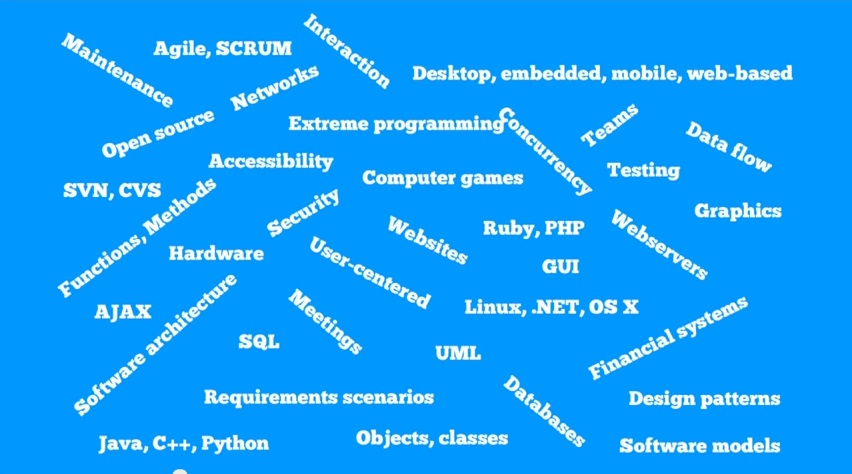 Maintenance
Agile, SCRUM
Interaction
Networks
Desktop, embedded, mobile, web-based
Open source
Extreme programming
Concurrency
Teams
Data flow
Accessibility
Testing
SVN, CVS
Computer games
Functions, Methods
Security
Graphics
Websites
Ruby, PHP
Webservers
Hardware
User-centered
GUI
AJAX
Software architecture
Meetings
Linux, .NET, OS X
SQL
UML
Financial systems
Requirements scenarios
Databases
Design patterns
Java, C++, Python
Objects, classes
Software models